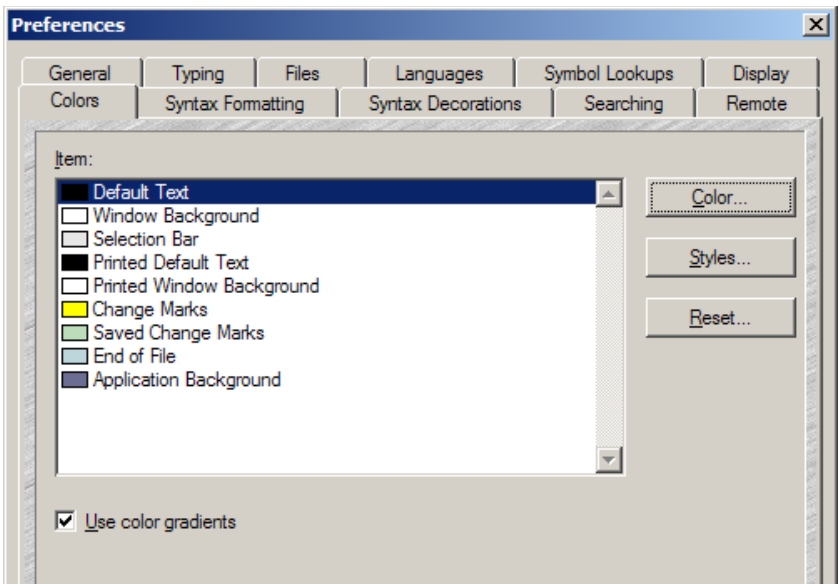 Preferences
General Typing Files Languages Symbol Lookups Display
Colors Syntax Formatting Syntax Decorations Searching Remote
Item:
Default Text
Window Background
Selection Bar
Printed Default Text
Printed Window Background
Change Marks
Saved Change Marks
End of File
Application Background
Color...
Styles...
Reset...
Use color gradients